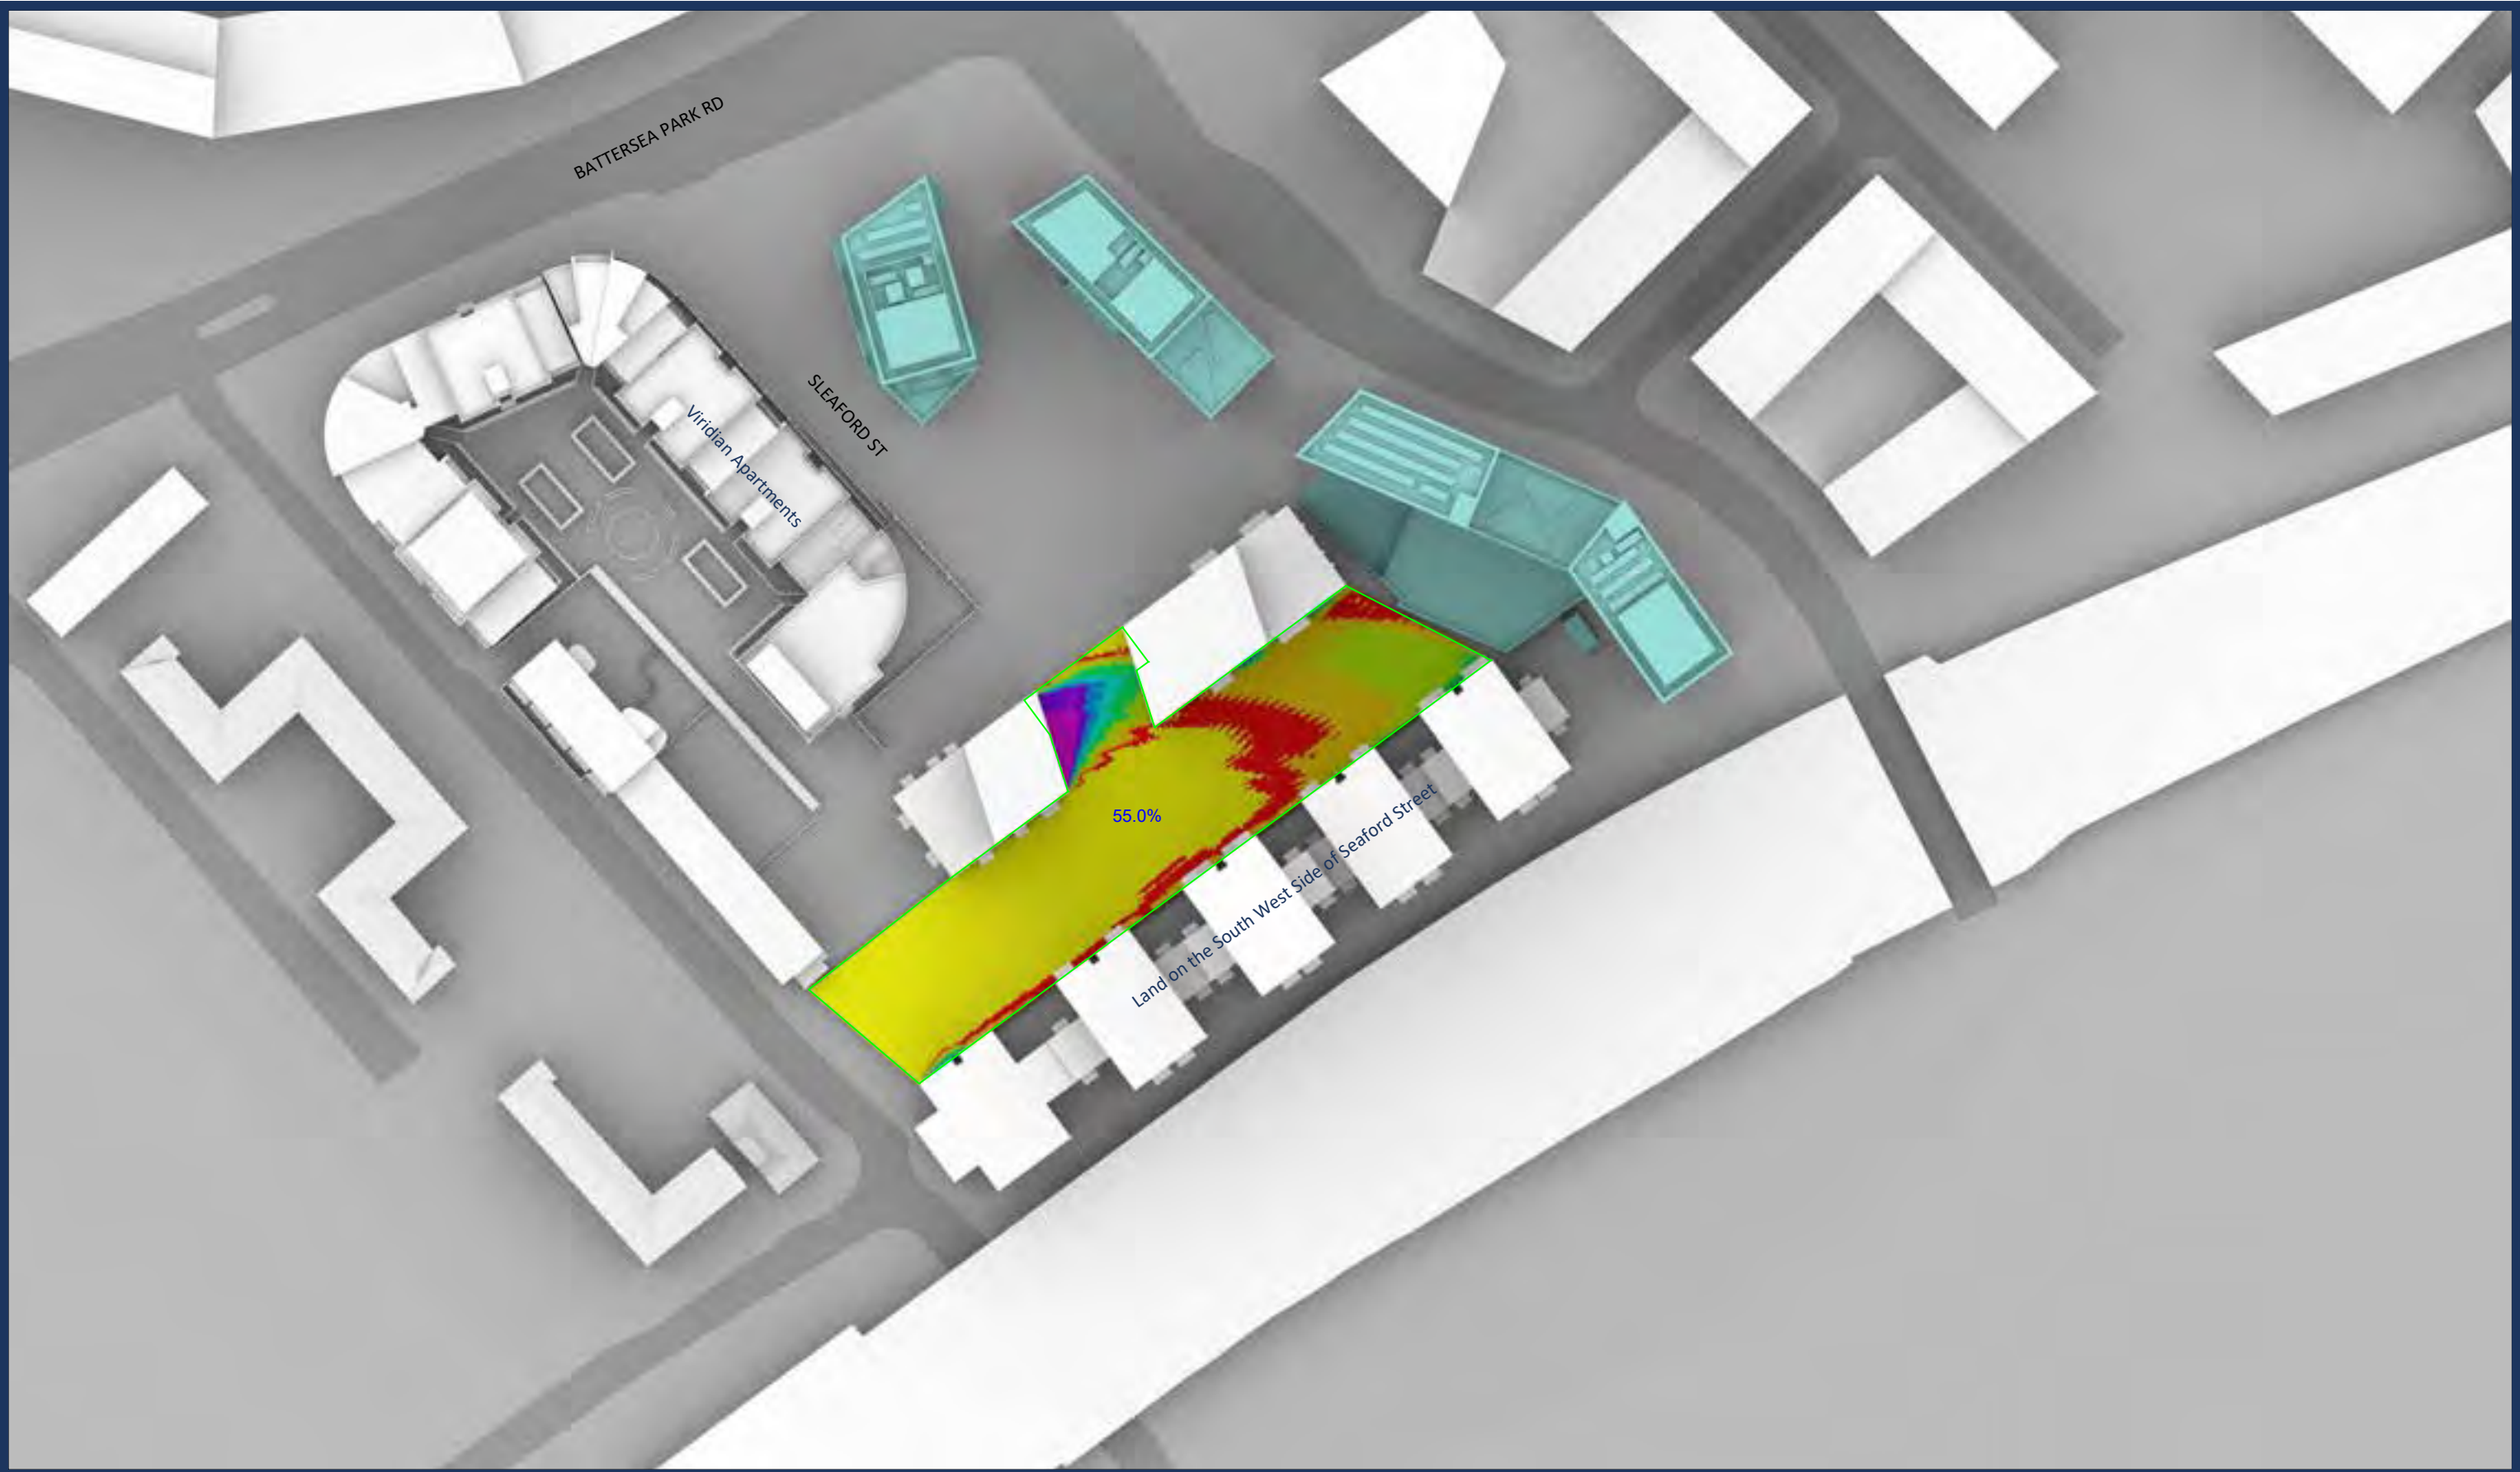 BATTERSEA PARK RD
SLEAFORD ST
Viridian Apartments
55.0%
Land on the South West Side of Seaford Street